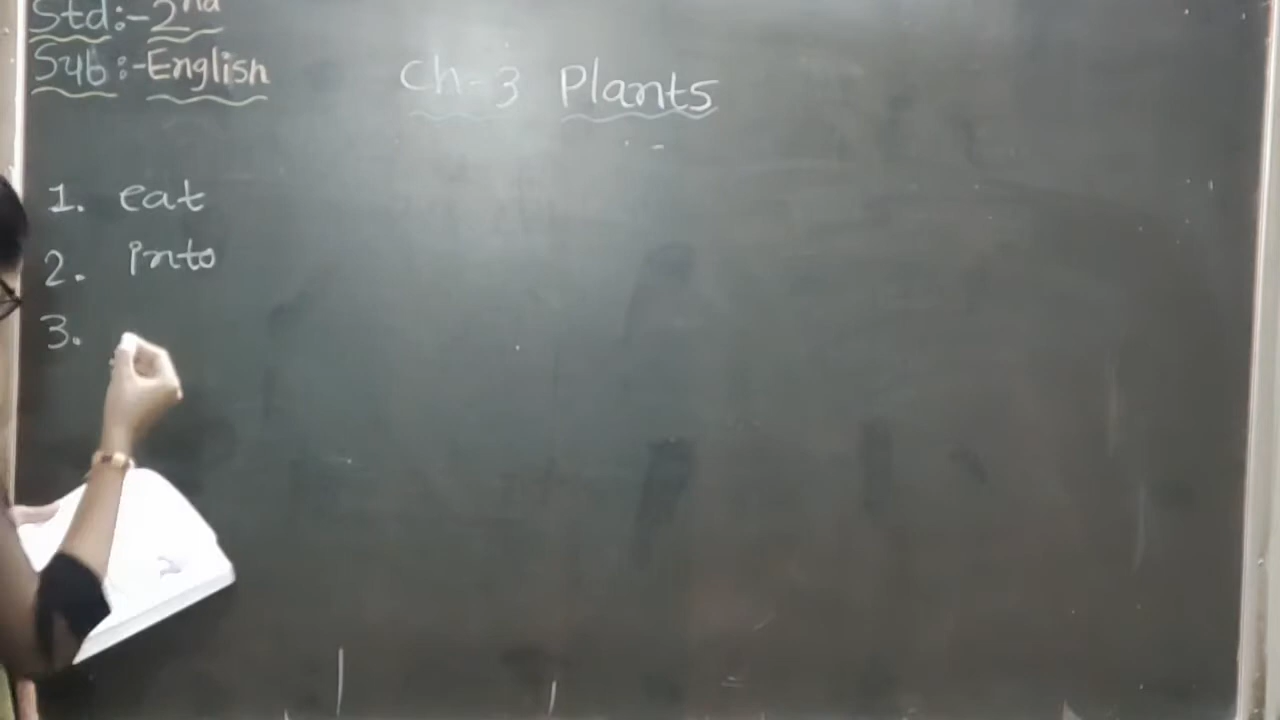 Std:-2nd
Sub:-English
Ch-3 Plants
1. eat
2. into
3.